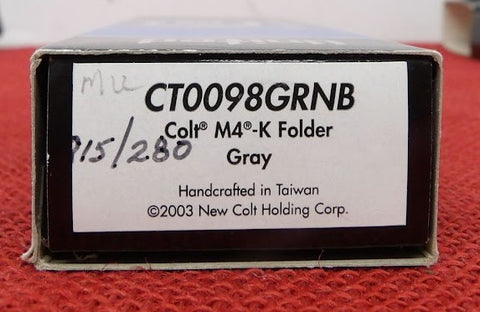 MU
CT0098GRNB
Colt® M4®-K Folder
915/280
Gray
Handcrafted in Taiwan
©2003 New Colt Holding Corp.